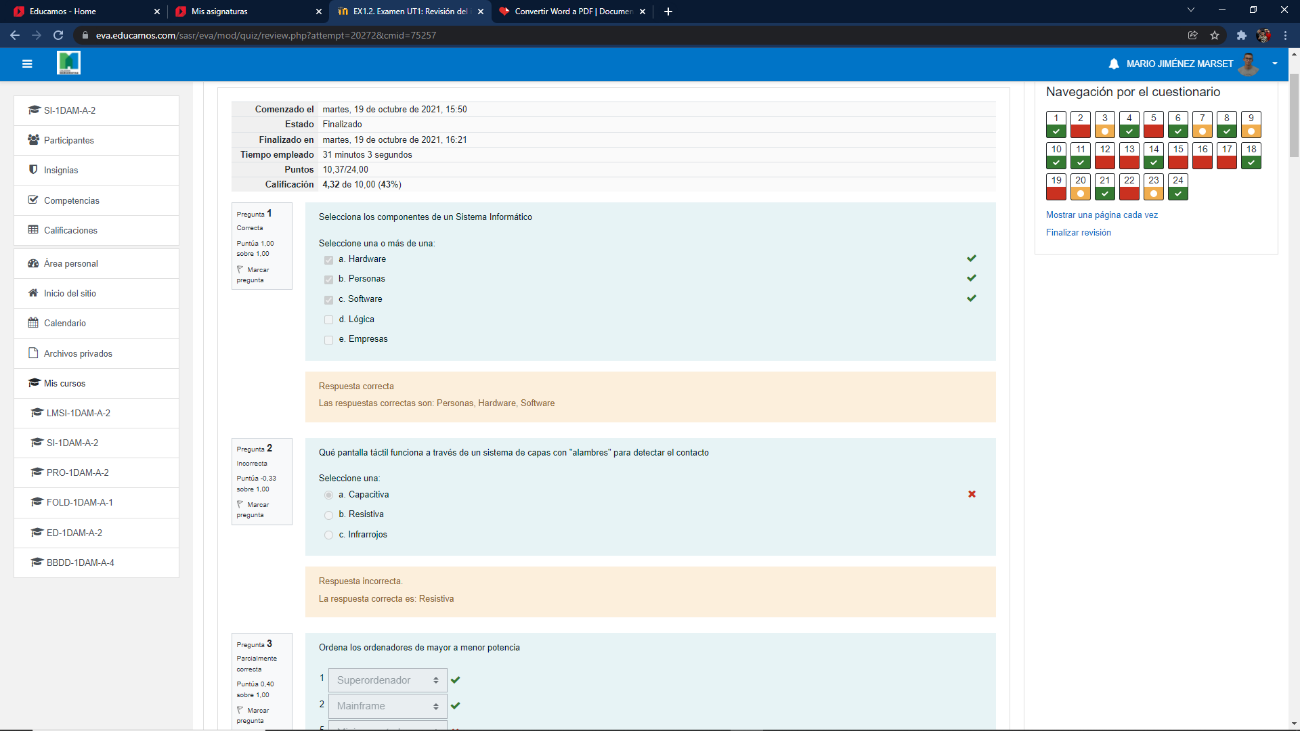 Educamos - Home
Mis asignaturas
EX1.2. Examen UT1: Revisión del
Convertir Word a PDF | Documen
eva.educamos.com/sasr/eva/mod/quiz/review.php?attempt=20272&cmid=75257
MARIO JIMÉNEZ MARSET
SI-1DAM-A-2
Participantes
Insignias
Competencias
Calificaciones
Área personal
Inicio del sitio
Calendario
Archivos privados
Mis cursos
LMSI-1DAM-A-2
SI-1DAM-A-2
PRO-1DAM-A-2
FOLD-1DAM-A-1
ED-1DAM-A-2
BBDD-1DAM-A-4
Comenzado el martes, 19 de octubre de 2021, 15:50
Estado Finalizado
Finalizado en martes, 19 de octubre de 2021, 16:21
Tiempo empleado 31 minutos 3 segundos
Puntos 10,37/24,00
Calificación 4,32 de 10,00 (43%)
Pregunta 1
Correcta
Puntúa 1,00
sobre 1,00
Marcar
pregunta
Selecciona los componentes de un Sistema Informático
Seleccione una o más de una:
a. Hardware
b. Personas
c. Software
d. Lógica
e. Empresas
Respuesta correcta
Las respuestas correctas son: Personas, Hardware, Software
Pregunta 2
Incorrecta
Puntúa -0,33
sobre 1,00
Marcar
pregunta
Qué pantalla táctil funciona a través de un sistema de capas con "alambres" para detectar el contacto
Seleccione una:
a. Capacitiva
b. Resistiva
c. Infrarrojos
Respuesta incorrecta.
La respuesta correcta es: Resistiva
Pregunta 3
Parcialmente
correcta
Puntúa 0,40
sobre 1,00
Marcar
pregunta
Ordena los ordenadores de mayor a menor potencia
1 Superordenador
2 Mainframe
Navegación por el cuestionario
1 2 3 4 5 6 7 8 9
10 11 12 13 14 15 16 17 18
19 20 21 22 23 24
Mostrar una página cada vez
Finalizar revisión